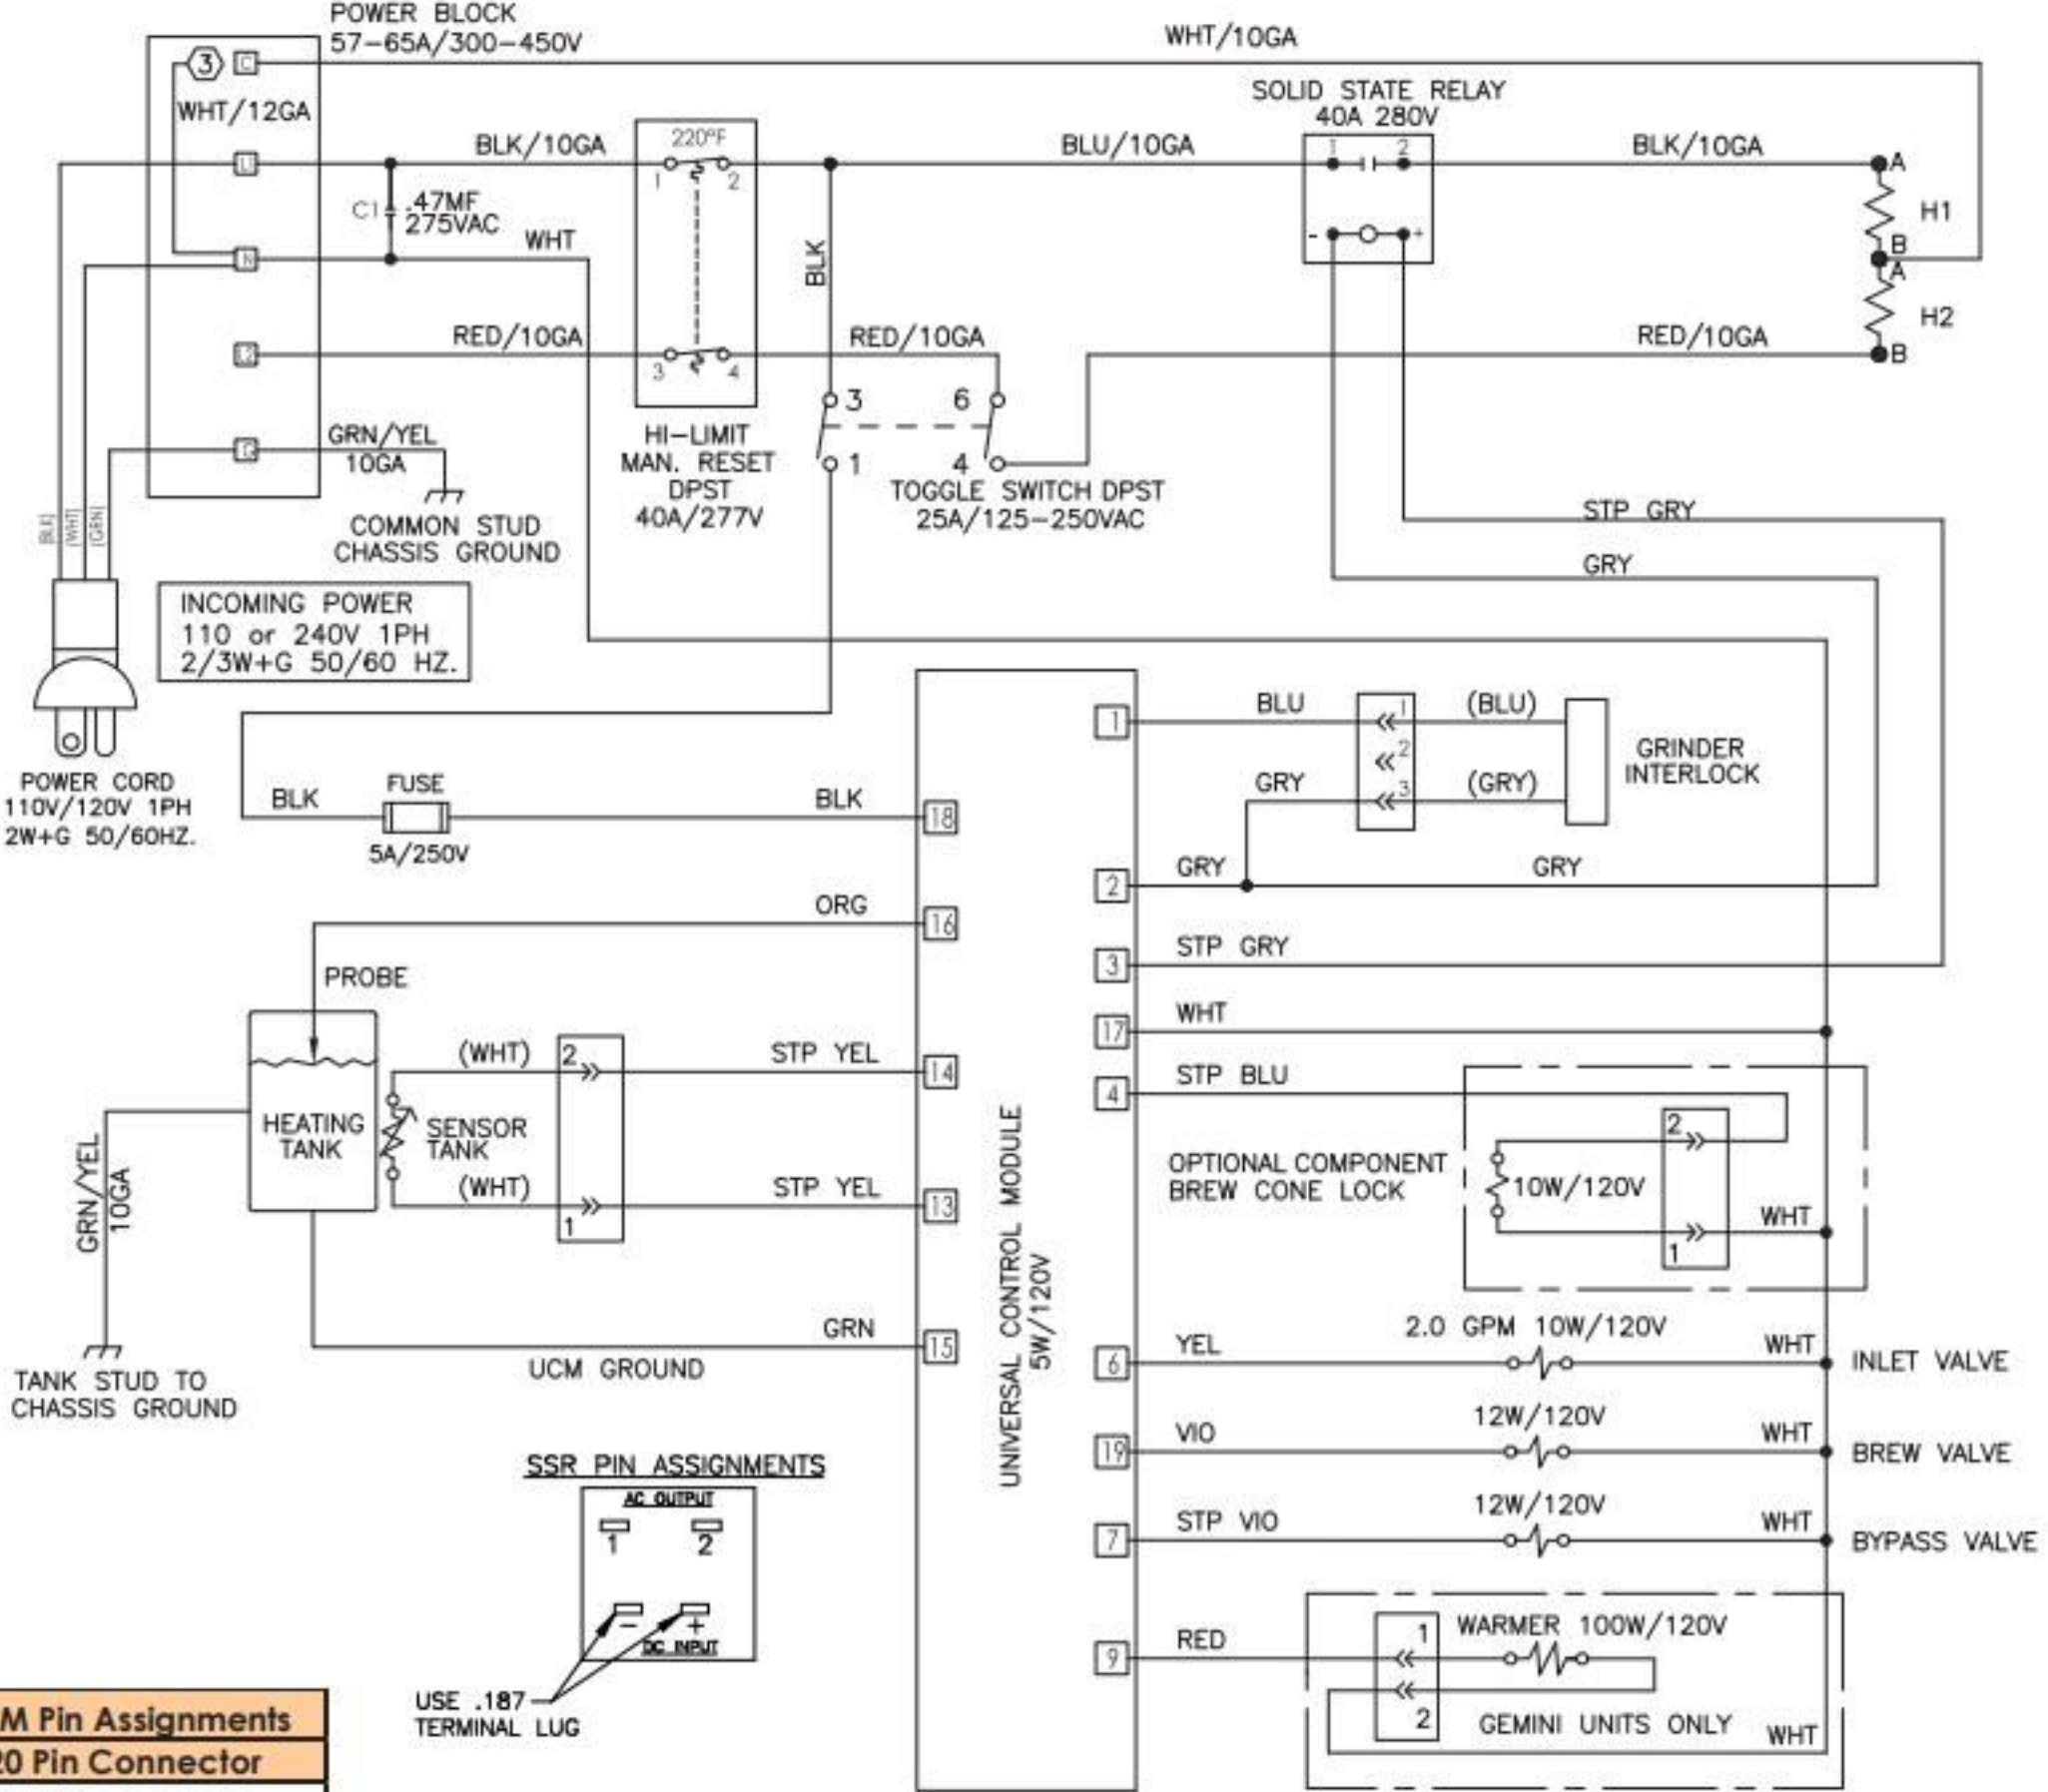 POWER BLOCK
57-65A/300-450V
3
C
WHT/12GA
L1
N
L2
G
WHT/10GA
BLK/10GA
C1
.47MF
275VAC
WHT
220°F
1
2
3
4
HI-LIMIT
MAN. RESET
DPST
40A/277V
RED/10GA
BLK
RED/10GA
3
6
1
4
TOGGLE SWITCH DPST
25A/125-250VAC
BLU/10GA
SOLID STATE RELAY
40A 280V
1
2
-
+
BLK/10GA
A
H1
B
A
H2
B
RED/10GA
STP GRY
GRY
GRN/YEL
10GA
COMMON STUD
CHASSIS GROUND
(BLK)
(WHT)
(GRN)
INCOMING POWER
110 or 240V 1PH
2/3W+G 50/60 HZ.
POWER CORD
110V/120V 1PH
2W+G 50/60HZ.
BLK
FUSE
5A/250V
BLK
18
ORG
16
PROBE
HEATING
TANK
GRN/YEL
10GA
TANK STUD TO
CHASSIS GROUND
SENSOR
TANK
(WHT)
2
STP YEL
14
(WHT)
1
STP YEL
13
GRN
15
UCM GROUND
UNIVERSAL CONTROL MODULE
5W/120V
1
BLU
1
(BLU)
2
GRY
3
(GRY)
GRINDER
INTERLOCK
2
GRY
GRY
3
STP GRY
17
WHT
4
STP BLU
OPTIONAL COMPONENT
BREW CONE LOCK
10W/120V
2
1
WHT
6
YEL
2.0 GPM 10W/120V
WHT
INLET VALVE
19
VIO
12W/120V
WHT
BREW VALVE
7
STP VIO
12W/120V
WHT
BYPASS VALVE
9
RED
1
2
WARMER 100W/120V
GEMINI UNITS ONLY
WHT
SSR PIN ASSIGNMENTS
AC OUTPUT
1
2
-
+
DC INPUT
USE .187
TERMINAL LUG
M Pin Assignments
20 Pin Connector